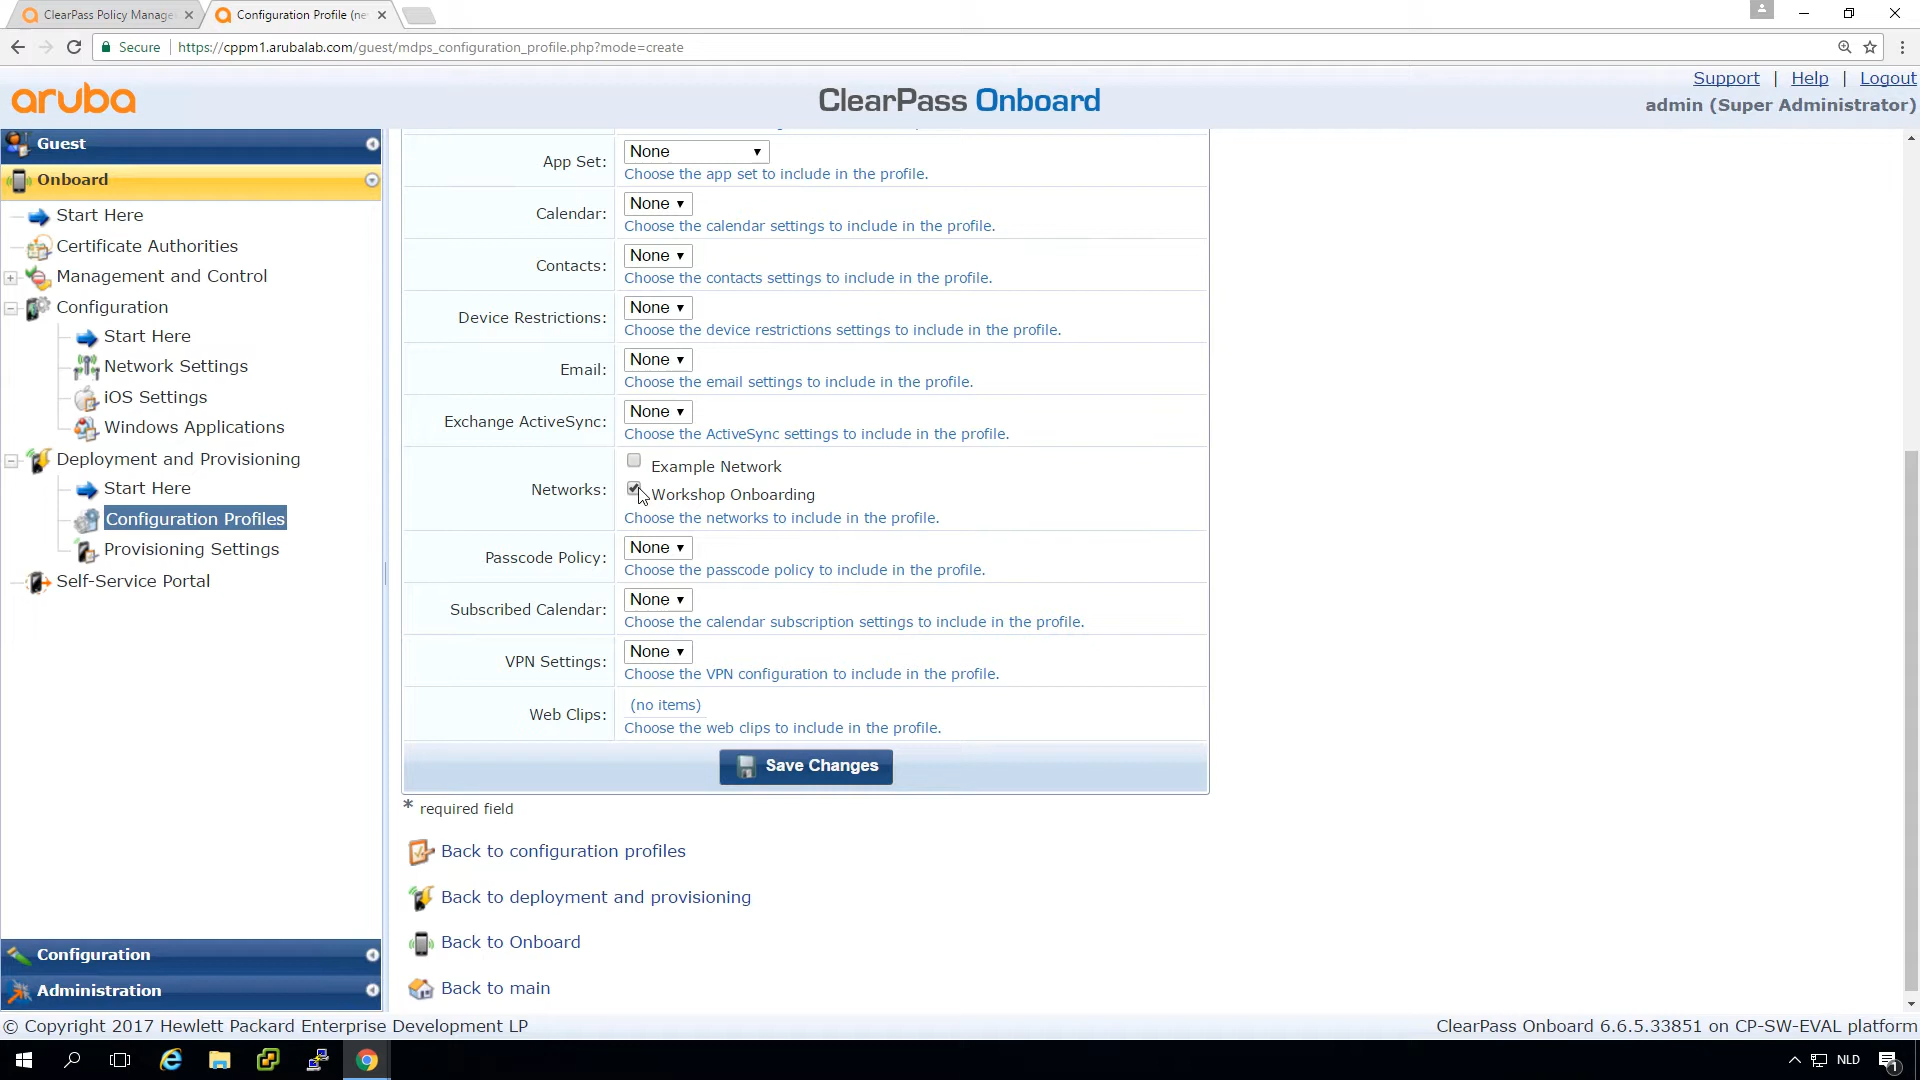 ClearPass Policy Manage
Configuration Profile (ne
Secure
https://cppm1.arubalab.com/guest/mdps_configuration_profile.php?mode=create
aruba
ClearPass Onboard
Support | Help | Logout
admin (Super Administrator)
Guest
Onboard
Start Here
Certificate Authorities
Management and Control
Configuration
Start Here
Network Settings
iOS Settings
Windows Applications
Deployment and Provisioning
Start Here
Configuration Profiles
Provisioning Settings
Self-Service Portal
Configuration
Administration
App Set: None
Choose the app set to include in the profile.
Calendar: None
Choose the calendar settings to include in the profile.
Contacts: None
Choose the contacts settings to include in the profile.
Device Restrictions: None
Choose the device restrictions settings to include in the profile.
Email: None
Choose the email settings to include in the profile.
Exchange ActiveSync: None
Choose the ActiveSync settings to include in the profile.
Networks:
Example Network
Workshop Onboarding
Choose the networks to include in the profile.
Passcode Policy: None
Choose the passcode policy to include in the profile.
Subscribed Calendar: None
Choose the calendar subscription settings to include in the profile.
VPN Settings: None
Choose the VPN configuration to include in the profile.
Web Clips: (no items)
Choose the web clips to include in the profile.
Save Changes
* required field
Back to configuration profiles
Back to deployment and provisioning
Back to Onboard
Back to main
© Copyright 2017 Hewlett Packard Enterprise Development LP
ClearPass Onboard 6.6.5.33851 on CP-SW-EVAL platform
NLD
1